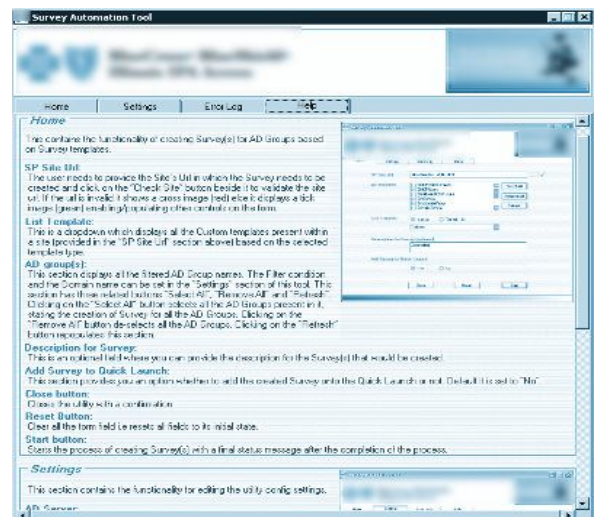 Survey Automation Tool
Home Settings Error Log Help
Home
This contains the functionality of creating Survey(s) for AD Groups based
on Survey templates.
SP Site Url:
The user needs to provide the Site's Url in which the Survey needs to be
created and click on the "Check Site" button beside it to validate the site
url. If the url is invalid it shows a cross image (red) else it displays a tick
image (green) enabling/populating other controls on the form.
List Template:
This is a dropdown which displays all the Custom templates present within
a site (provided in the "SP Site Url" section above) based on the selected
template type.
AD group(s):
This section displays all the filtered AD Group names. The Filter condition
and the Domain name can be set in the "Settings" section of this tool. This
section has three related buttons "Select All", "Remove All" and "Refresh"
Clicking on the "Select All" button selects all the AD Groups present in it,
stating the creation of Survey for all the AD Groups. Clicking on the
"Remove All" button de-selects all the AD Groups. Clicking on the "Refresh"
button repopulates this section.
Description for Survey:
This is an optional field where you can provide the description for the Survey(s) that would be created.
Add Survey to Quick Launch:
This section provides you an option whether to add the created Survey onto the Quick Launch or not. Default it is set to "No"
Close button:
Closes the utility with a confirmation
Reset Button:
Clear all the form field i.e resets all fields to its initial state.
Start button:
Starts the process of creating Survey(s) with a final status message after the completion of the process.
Settings
This section contains the functionality for editing the utility config settings.
AD Server: